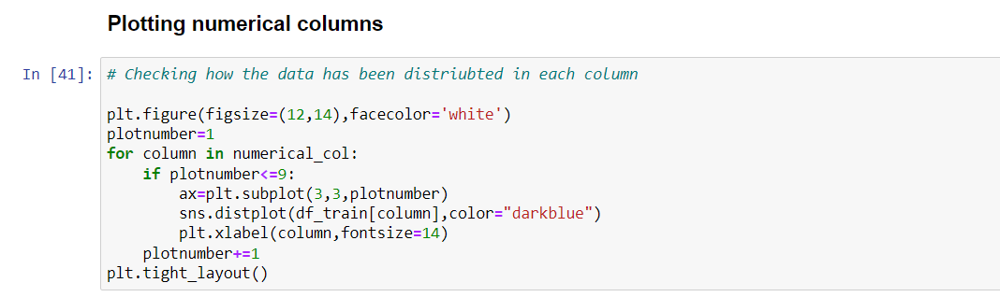 Plotting numerical columns
In [41]: # Checking how the data has been distriubted in each column
plt.figure(figsize=(12,14),facecolor='white')
plotnumber=1
for column in numerical_col:
    if plotnumber<=9:
        ax=plt.subplot(3,3,plotnumber)
        sns.distplot(df_train[column],color="darkblue")
        plt.xlabel(column,fontsize=14)
    plotnumber+=1
plt.tight_layout()